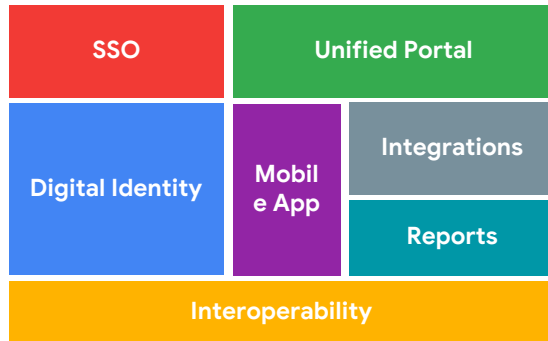 SSO
Unified Portal
Digital Identity
Mobil
e App
Integrations
Reports
Interoperability